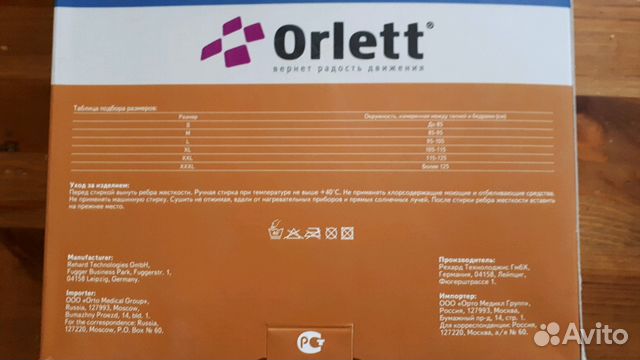 Orlett®
вернет радость движения
Таблица подбора размеров:
Размер Окружность, измеренная между талией и бедрами (см)
S До 85
M 85-95
L 95-105
XL 105-115
XXL 115-125
XXXL Более 125
Уход за изделием:
Перед стиркой вынуть ребра жесткости. Ручная стирка при температуре не выше +40°C. Не применять хлорсодержащие моющие и отбеливающие средства.
Не применять машинную стирку. Сушить не отжимая, вдали от нагревательных приборов и прямых солнечных лучей. После стирки ребра жесткости вставить
на прежнее место.
Manufacturer:
Rehard Technologies GmbH,
Fugger Business Park, Fuggerstr. 1,
04158 Leipzig, Germany.
Importer:
ООО «Orto Medical Group»,
Russia, 127993, Moscow,
Bumazhny Proezd, 14, bld. 1.
For the correspondence: Russia,
127220, Moscow, P.O. Box № 60.
Производитель:
Рехард Технолоджис ГмбХ,
Германия, 04158, Лейпциг,
Фюгерштрассе 1.
Импортер:
ООО «Орто Медикл Групп»,
Россия, 127993, Москва,
Бумажный пр-д, 14, стр. 1.
Для корреспонденции: Россия,
127220, Москва, а/я № 60.
РСТ
Avito